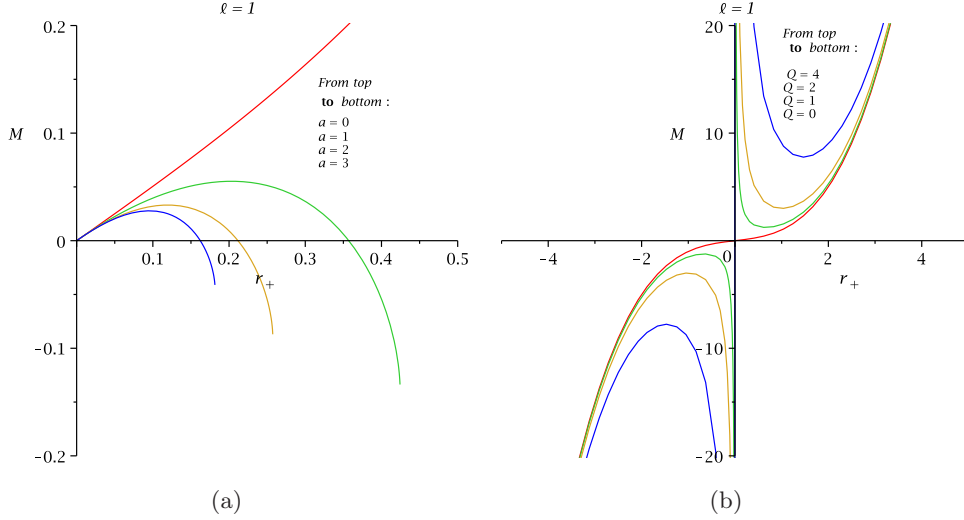 ℓ = 1
0.2
From top
to bottom :
a = 0
a = 1
a = 2
a = 3
0.1
M
0
0.1
0.2
0.3
0.4
0.5
r+
−0.1
−0.2
(a)
ℓ = 1
20
From top
to bottom :
Q = 4
Q = 2
Q = 1
Q = 0
M
10
−4
−2
0
2
4
r+
−10
−20
(b)